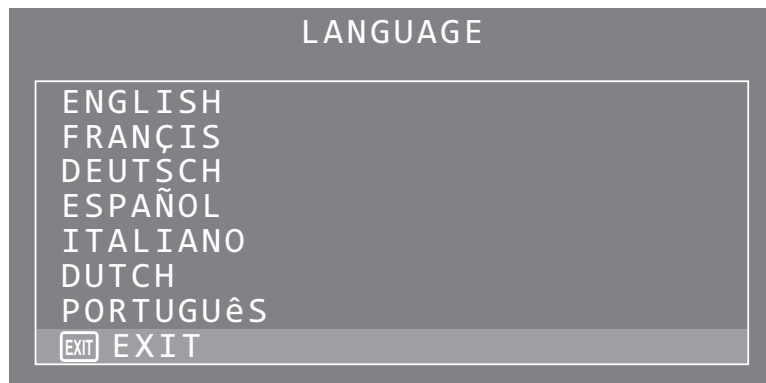 LANGUAGE
ENGLISH
FRANÇIS
DEUTSCH
ESPAÑOL
ITALIANO
DUTCH
PORTUGUêS
EXIT EXIT